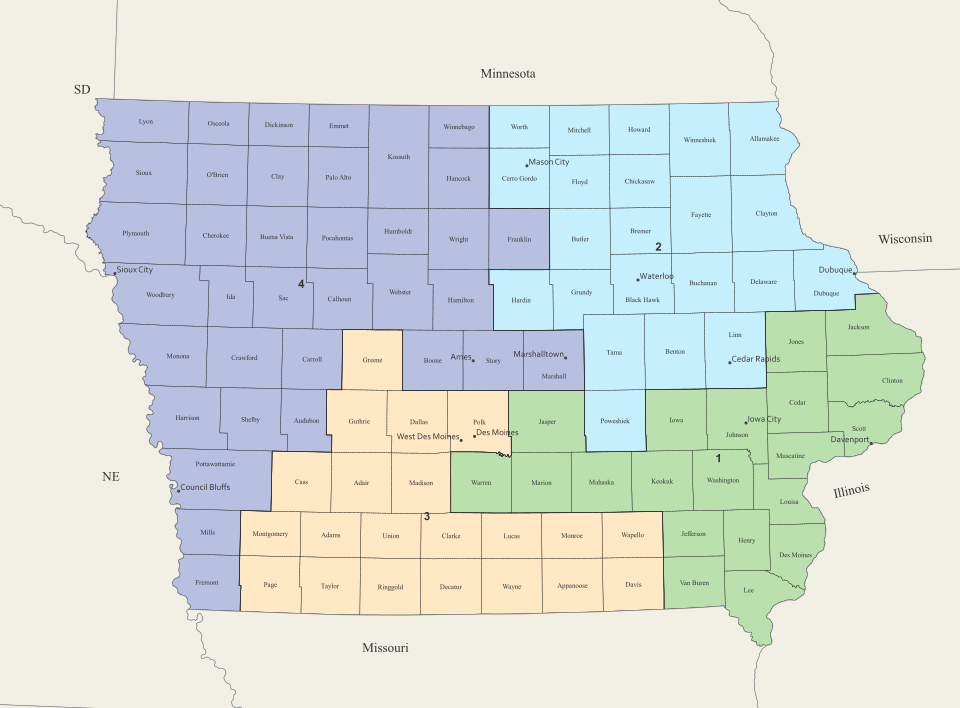 Minnesota
SD
Lyon
Osceola
Dickinson
Emmet
Kossuth
Winnebago
Worth
Mitchell
Howard
Winneshiek
Allamakee
Mason City
Sioux
O'Brien
Clay
Palo Alto
Hancock
Cerro Gordo
Floyd
Chickasaw
Fayette
Clayton
Plymouth
Cherokee
Buena Vista
Pocahontas
Humboldt
Wright
Franklin
Butler
Bremer
2
Wisconsin
Sioux City
Woodbury
Ida
4
Sac
Calhoun
Webster
Hamilton
Hardin
Grundy
Waterloo
Black Hawk
Buchanan
Delaware
Dubuque
Dubuque
Monona
Crawford
Carroll
Greene
Boone
Ames
Story
Marshalltown
Marshall
Tama
Benton
Linn
Cedar Rapids
Jones
Jackson
Clinton
Harrison
Shelby
Audubon
Guthrie
Dallas
Polk
West Des Moines
Des Moines
Jasper
Poweshiek
Iowa
Iowa City
Johnson
Cedar
Scott
Davenport
Muscatine
NE
Pottawattamie
Council Bluffs
Cass
Adair
Madison
Warren
Marion
Mahaska
Keokuk
1
Washington
Louisa
Illinois
3
Mills
Montgomery
Adams
Union
Clarke
Lucas
Monroe
Wapello
Jefferson
Henry
Des Moines
Fremont
Page
Taylor
Ringgold
Decatur
Wayne
Appanoose
Davis
Van Buren
Lee
Missouri